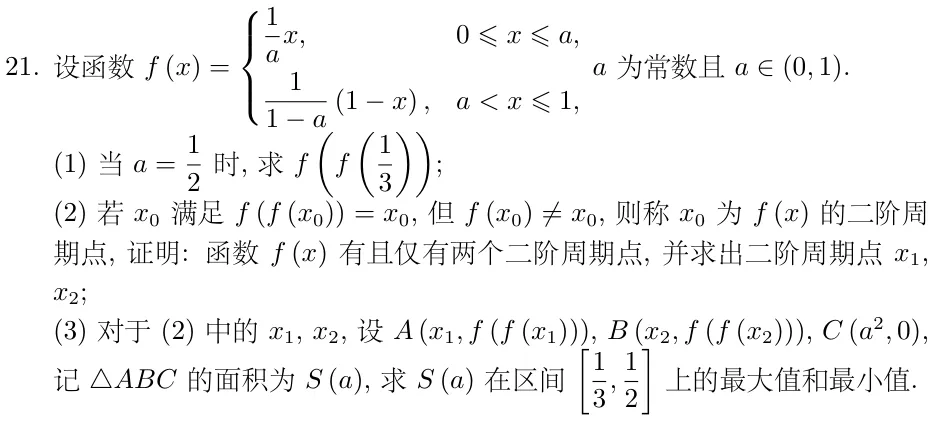 21. 设函数 f(x) = { 1/a x, 0 ⩽ x ⩽ a, 1/(1−a) (1−x), a < x ⩽ 1, a 为常数且 a ∈ (0,1).
(1) 当 a = 1/2 时, 求 f(f(1/3));
(2) 若 x₀ 满足 f(f(x₀)) = x₀, 但 f(x₀) ≠ x₀, 则称 x₀ 为 f(x) 的二阶周
期点, 证明: 函数 f(x) 有且仅有两个二阶周期点, 并求出二阶周期点 x₁,
x₂;
(3) 对于 (2) 中的 x₁, x₂, 设 A(x₁, f(f(x₁))), B(x₂, f(f(x₂))), C(a², 0),
记 △ABC 的面积为 S(a), 求 S(a) 在区间 [1/3, 1/2] 上的最大值和最小值.